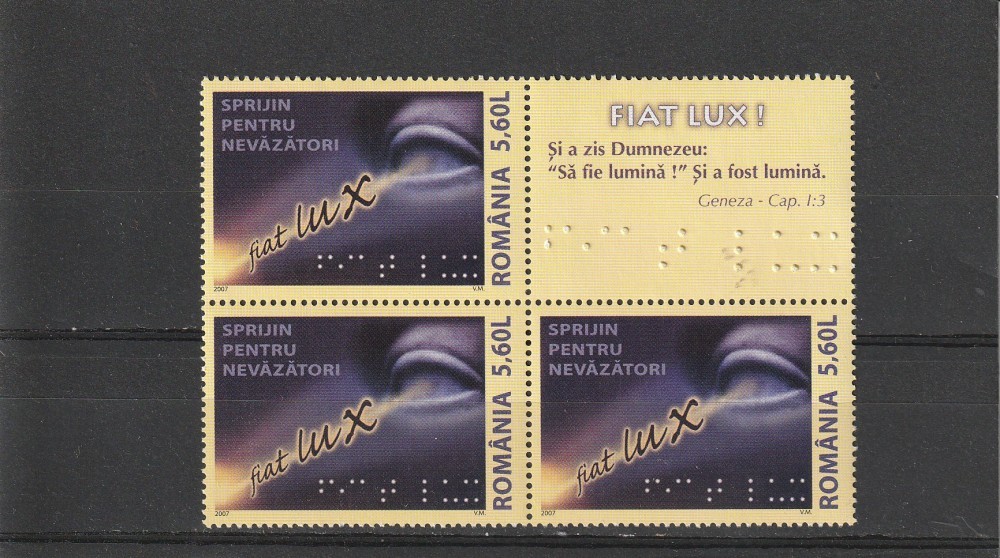 SPRIJIN
PENTRU
NEVĂZĂTORI
fiat lux
ROMÂNIA 5,60L
2007
V.M.
FIAT LUX !
Și a zis Dumnezeu:
“Să fie lumină !” Și a fost lumină.
Geneza - Cap. I:3
SPRIJIN
PENTRU
NEVĂZĂTORI
fiat lux
ROMÂNIA 5,60L
2007
V.M.
SPRIJIN
PENTRU
NEVĂZĂTORI
fiat lux
ROMÂNIA 5,60L
2007
V.M.